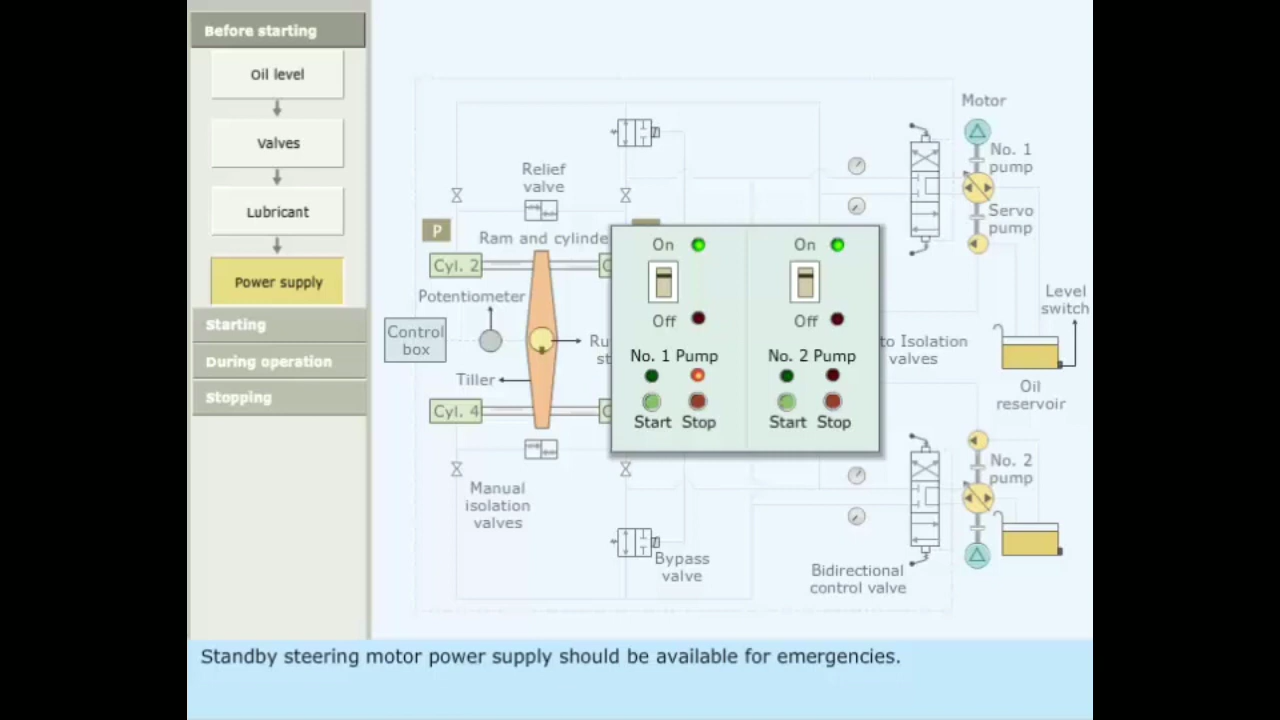 Before starting
Oil level
Valves
Lubricant
Power supply
Starting
During operation
Stopping
Motor
No. 1
pump
Servo
pump
Relief
valve
P
Ram and cylinde
Cyl. 2
C
Potentiometer
Control
box
Ru
st
Tiller
Cyl. 4
C
On
On
Off
Off
No. 1 Pump
No. 2 Pump
Start Stop
Start Stop
to Isolation
valves
Level
switch
Oil
reservoir
No. 2
pump
Manual
isolation
valves
Bypass
valve
Bidirectional
control valve
Standby steering motor power supply should be available for emergencies.